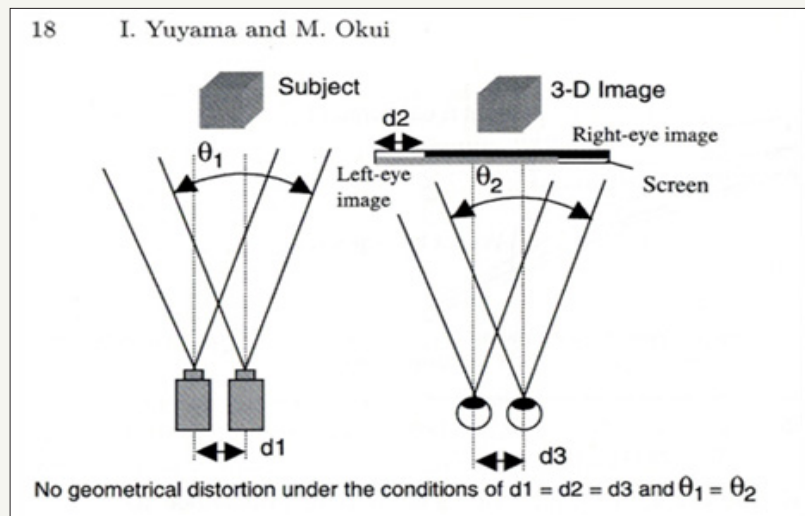 18 I. Yuyama and M. Okui
Subject
3-D Image
d2
Right-eye image
θ1
Left-eye
image
θ2
Screen
d1
d3
No geometrical distortion under the conditions of d1 = d2 = d3 and θ1 = θ2